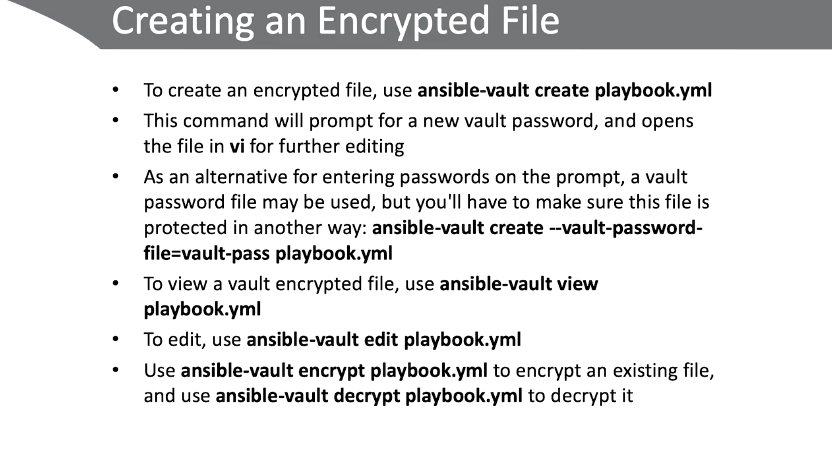 Creating an Encrypted File
• To create an encrypted file, use ansible-vault create playbook.yml
• This command will prompt for a new vault password, and opens
the file in vi for further editing
• As an alternative for entering passwords on the prompt, a vault
password file may be used, but you'll have to make sure this file is
protected in another way: ansible-vault create --vault-password-
file=vault-pass playbook.yml
• To view a vault encrypted file, use ansible-vault view
playbook.yml
• To edit, use ansible-vault edit playbook.yml
• Use ansible-vault encrypt playbook.yml to encrypt an existing file,
and use ansible-vault decrypt playbook.yml to decrypt it